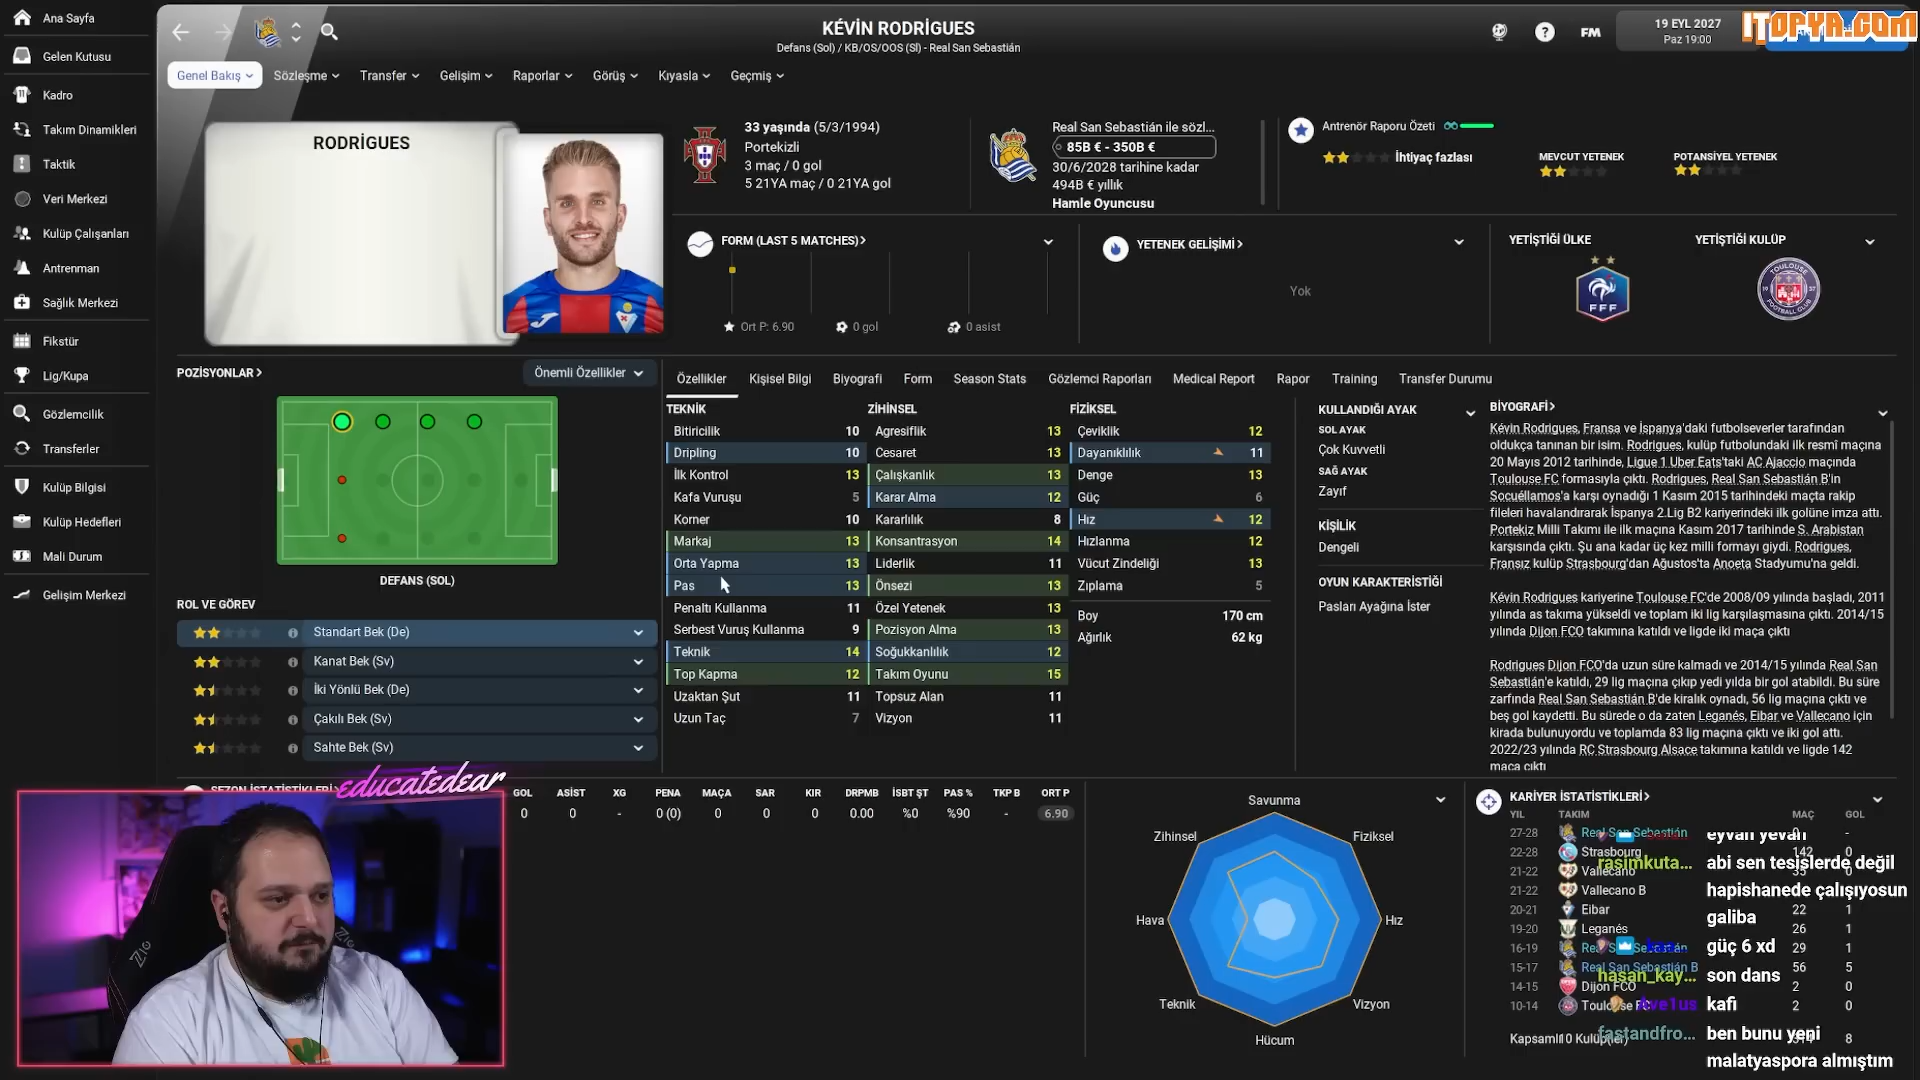 Ana Sayfa
Gelen Kutusu
Kadro
Takım Dinamikleri
Taktik
Veri Merkezi
Kulüp Çalışanları
Antrenman
Sağlık Merkezi
Fikstür
Lig/Kupa
Gözlemcilik
Transferler
Kulüp Bilgisi
Kulüp Hedefleri
Mali Durum
Gelişim Merkezi
KÉVİN RODRİGUES
Defans (Sol) / KB/OS/OOS (Sl) - Real San Sebastián
FM
19 EYL 2027
Paz 19:00
ITOPYA.COM
Genel Bakış
Sözleşme
Transfer
Gelişim
Raporlar
Görüş
Kıyasla
Geçmiş
RODRİGUES
33 yaşında (5/3/1994)
Portekizli
3 maç / 0 gol
5 21YA maç / 0 21YA gol
Real San Sebastián ile sözl...
85B € - 350B €
30/6/2028 tarihine kadar
494B € yıllık
Hamle Oyuncusu
Antrenör Raporu Özeti
İhtiyaç fazlası
MEVCUT YETENEK
POTANSİYEL YETENEK
FORM (LAST 5 MATCHES)
Ort P: 6.90
0 gol
0 asist
YETENEK GELİŞİMİ
Yok
YETİŞTİĞİ ÜLKE
YETİŞTİĞİ KULÜP
FFF
TOULOUSE
POZİSYONLAR
Önemli Özellikler
DEFANS (SOL)
ROL VE GÖREV
Standart Bek (De)
Kanat Bek (Sv)
İki Yönlü Bek (De)
Çakılı Bek (Sv)
Sahte Bek (Sv)
Özellikler
Kişisel Bilgi
Biyografi
Form
Season Stats
Gözlemci Raporları
Medical Report
Rapor
Training
Transfer Durumu
TEKNİK
Bitiricilik 10
Dripling 10
İlk Kontrol 13
Kafa Vuruşu 5
Korner 10
Markaj 13
Orta Yapma 13
Pas 13
Penaltı Kullanma 11
Serbest Vuruş Kullanma 9
Teknik 14
Top Kapma 12
Uzaktan Şut 11
Uzun Taç 7
ZİHİNSEL
Agresiflik 13
Cesaret 13
Çalışkanlık 13
Karar Alma 12
Kararlılık 8
Konsantrasyon 14
Liderlik 11
Önsezi 13
Özel Yetenek 13
Pozisyon Alma 13
Soğukkanlılık 12
Takım Oyunu 15
Topsuz Alan 11
Vizyon 11
FİZİKSEL
Çeviklik 12
Dayanıklılık 11
Denge 13
Güç 6
Hız 12
Hızlanma 12
Vücut Zindeliği 13
Zıplama 5
Boy 170 cm
Ağırlık 62 kg
KULLANDIĞI AYAK
SOL AYAK
Çok Kuvvetli
SAĞ AYAK
Zayıf
KİŞİLİK
Dengeli
OYUN KARAKTERİSTİĞİ
Pasları Ayağına İster
BİYOGRAFİ
Kévin Rodrigues, Fransa ve İspanya'daki futbolseverler tarafından
oldukça tanınan bir isim. Rodrigues, kulüp futbolundaki ilk resmî maçına
20 Mayıs 2012 tarihinde, Ligue 1 Uber Eats'taki AC Ajaccio maçında
Toulouse FC formasıyla çıktı. Rodrigues, Real San Sebastián B'in
Socuéllamos'a karşı oynadığı 1 Kasım 2015 tarihindeki maçta rakip
fileleri havalandırarak İspanya 2.Lig B2 kariyerindeki ilk golüne imza attı.
Portekiz Milli Takımı ile ilk maçına Kasım 2017 tarihinde S. Arabistan
karşısında çıktı. Şu ana kadar üç kez milli formayı giydi. Rodrigues,
Fransız kulüp Strasbourg'dan Ağustos'ta Anoeta Stadyumu'na geldi.
Kévin Rodrigues kariyerine Toulouse FC'de 2008/09 yılında başladı, 2011
yılında as takıma yükseldi ve toplam iki lig karşılaşmasına çıktı. 2014/15
yılında Dijon FCO takımına katıldı ve ligde iki maça çıktı
Rodrigues Dijon FCO'da uzun süre kalmadı ve 2014/15 yılında Real San
Sebastián'e katıldı, 29 lig maçına çıkıp yedi yılda bir gol atabildi. Bu süre
zarfında Real San Sebastián B'de kiralık oynadı, 56 lig maçına çıktı ve
beş gol kaydetti. Bu sürede o da zaten Leganés, Eibar ve Vallecano için
kirada bulunuyordu ve toplamda 83 lig maçına çıktı ve iki gol attı.
2022/23 yılında RC Strasbourg Alsace takımına katıldı ve ligde 142
maça çıktı
SEZON İSTATİSTİKLERİ
GOL ASİST XG PENA MAÇA SAR KIR DRPMB İSBT ŞT PAS % TKP B ORT P
0 0 - 0 (0) 0 0 0 0.00 %0 %90 - 6.90
educatedear
Savunma
Fiziksel
Hız
Vizyon
Hücum
Teknik
Hava
Zihinsel
KARİYER İSTATİSTİKLERİ
YIL TAKIM MAÇ GOL
27-28 Real San Sebastián 0 -
22-28 Strasbourg 142 0
21-22 Vallecano 35 0
21-22 Vallecano B
20-21 Eibar 22 1
19-20 Leganés 26 1
16-19 29 1
15-17 Real San Sebastián B 56 5
14-15 Dijon FCO 2 0
10-14 Toulouse FC 2 0
8
eyvah yevah
rasimkuta... abi sen tesislerde değil
hapishanede çalışıyosun
galiba
güç 6 xd
hasan_kay... son dans
Ave1us kafi
fastandfro... ben bunu yeni
malatyaspora almıştım